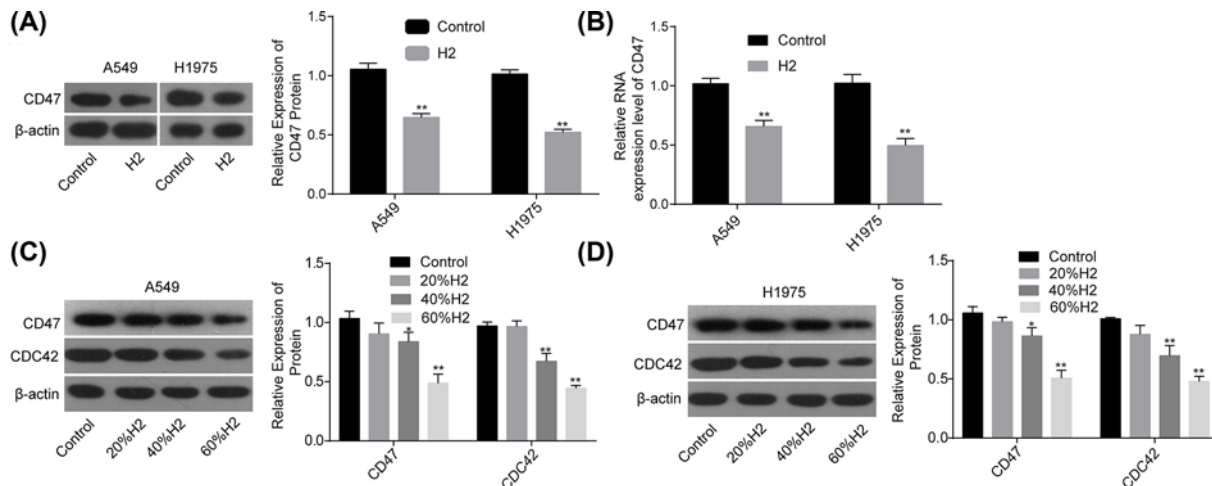 (A)
A549 H1975
CD47
β-actin
Control H2 Control H2
Relative Expression of
CD47 Protein
1.5
1.0
0.5
0.0
Control
H2
**
**
A549 H1975
(B)
Relative RNA
expression level of CD47
1.5
1.0
0.5
0.0
Control
H2
**
**
A549 H1975
(C)
A549
CD47
CDC42
β-actin
Control 20%H2 40%H2 60%H2
Relative Expression of
Protein
1.5
1.0
0.5
0.0
Control
20%H2
40%H2
60%H2
*
**
**
**
CD47 CDC42
(D)
H1975
CD47
CDC42
β-actin
Control 20%H2 40%H2 60%H2
Relative Expression of
Protein
1.5
1.0
0.5
0.0
Control
20%H2
40%H2
60%H2
*
**
**
**
CD47 CDC42